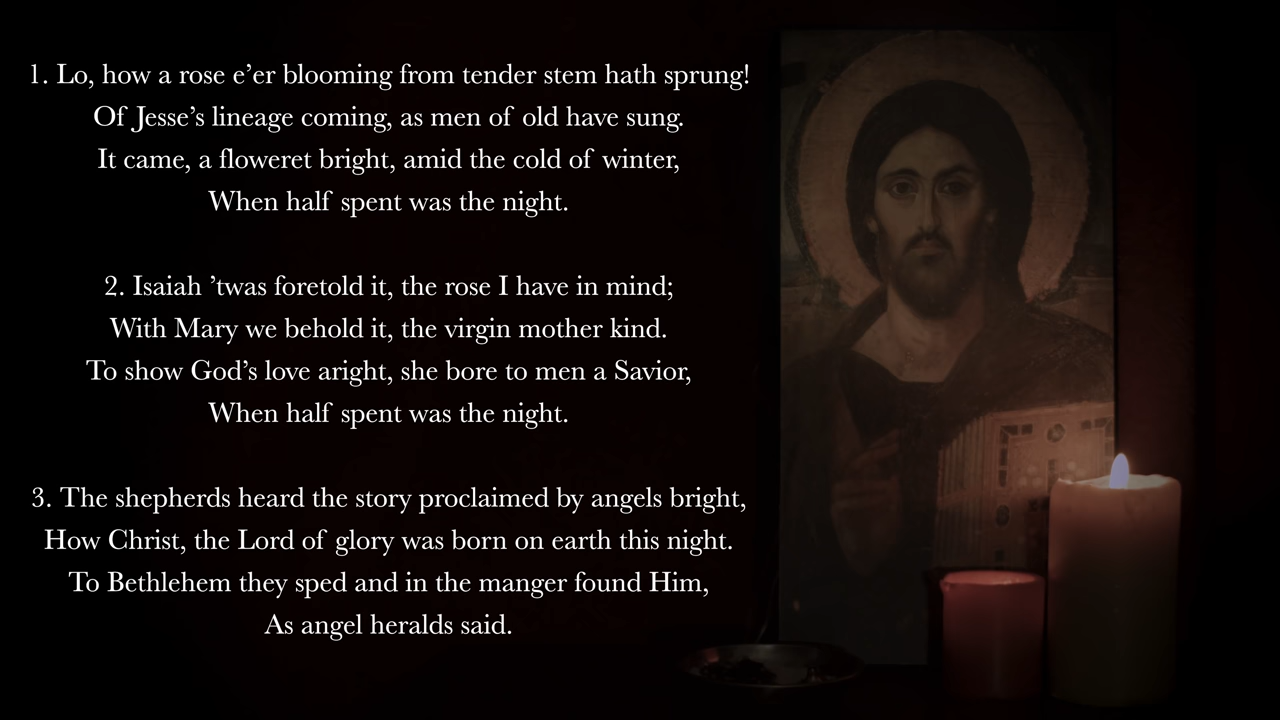 1. Lo, how a rose e’er blooming from tender stem hath sprung!
Of Jesse’s lineage coming, as men of old have sung.
It came, a floweret bright, amid the cold of winter,
When half spent was the night.
2. Isaiah ’twas foretold it, the rose I have in mind;
With Mary we behold it, the virgin mother kind.
To show God’s love aright, she bore to men a Savior,
When half spent was the night.
3. The shepherds heard the story proclaimed by angels bright,
How Christ, the Lord of glory was born on earth this night.
To Bethlehem they sped and in the manger found Him,
As angel heralds said.